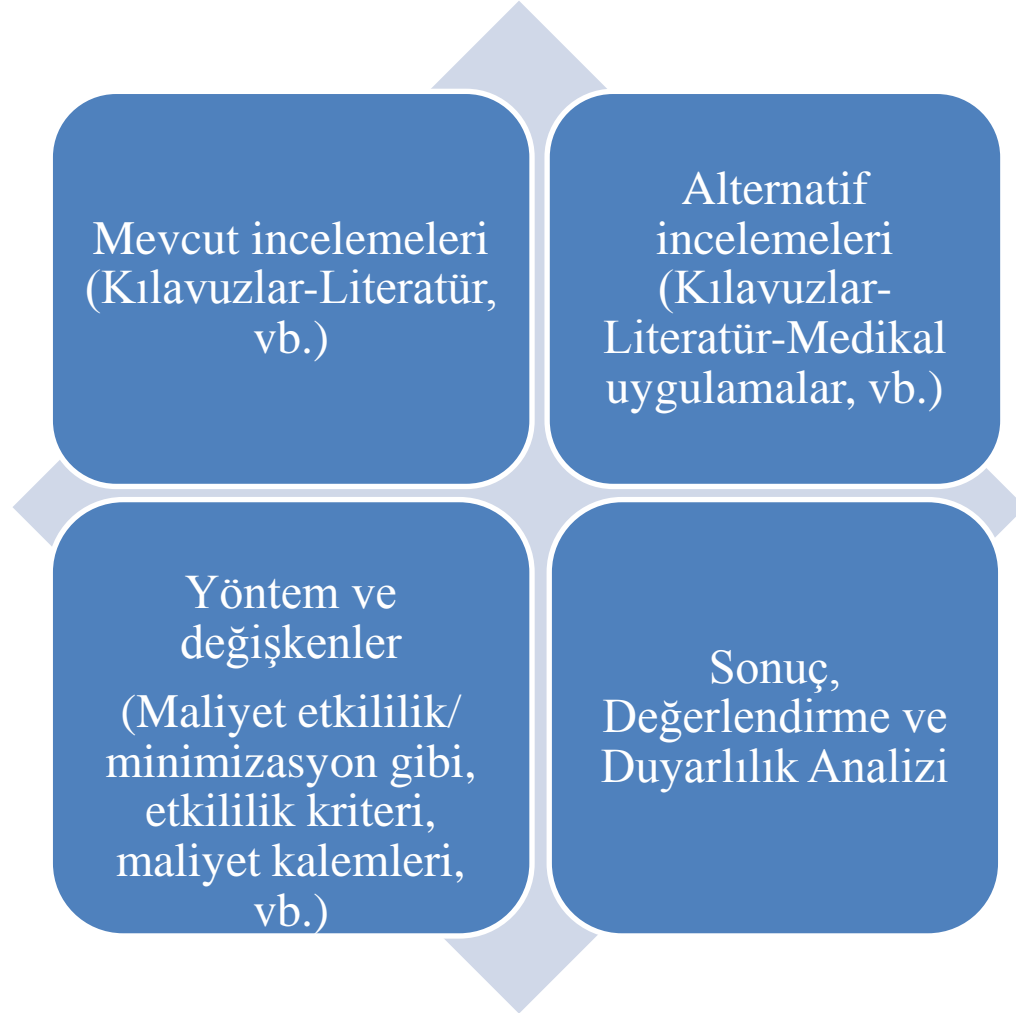 Mevcut incelemeleri
(Kılavuzlar-Literatür,
vb.)
Alternatif
incelemeleri
(Kılavuzlar-
Literatür-Medikal
uygulamalar, vb.)
Yöntem ve
değişkenler
(Maliyet etkililik/
minimizasyon gibi,
etkililik kriteri,
maliyet kalemleri,
vb.)
Sonuç,
Değerlendirme ve
Duyarlılık Analizi